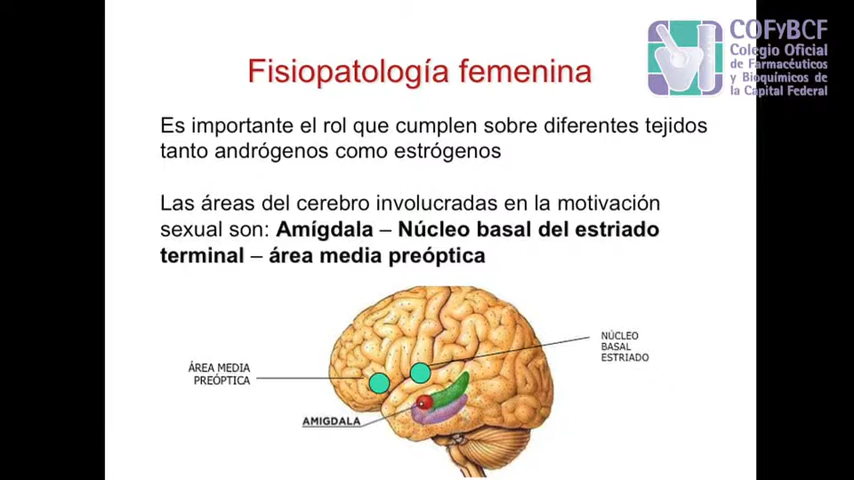 COFyBCF
Colegio Oficial
de Farmacéuticos
y Bioquímicos de
la Capital Federal
Fisiopatología femenina
Es importante el rol que cumplen sobre diferentes tejidos
tanto andrógenos como estrógenos
Las áreas del cerebro involucradas en la motivación
sexual son: Amígdala – Núcleo basal del estriado
terminal – área media preóptica
NÚCLEO
BASAL
ESTRIADO
ÁREA MEDIA
PREÓPTICA
AMIGDALA